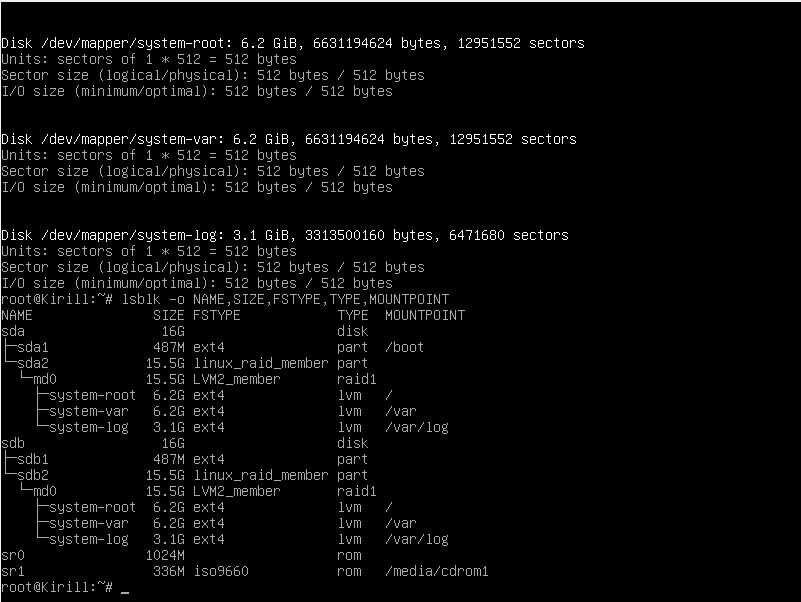 Disk /dev/mapper/system-root: 6.2 GiB, 6631194624 bytes, 12951552 sectors
Units: sectors of 1 * 512 = 512 bytes
Sector size (logical/physical): 512 bytes / 512 bytes
I/O size (minimum/optimal): 512 bytes / 512 bytes
Disk /dev/mapper/system-var: 6.2 GiB, 6631194624 bytes, 12951552 sectors
Units: sectors of 1 * 512 = 512 bytes
Sector size (logical/physical): 512 bytes / 512 bytes
I/O size (minimum/optimal): 512 bytes / 512 bytes
Disk /dev/mapper/system-log: 3.1 GiB, 3313500160 bytes, 6471680 sectors
Units: sectors of 1 * 512 = 512 bytes
Sector size (logical/physical): 512 bytes / 512 bytes
I/O size (minimum/optimal): 512 bytes / 512 bytes
root@Kirill:~# lsblk -o NAME,SIZE,FSTYPE,TYPE,MOUNTPOINT
NAME               SIZE FSTYPE            TYPE  MOUNTPOINT
sda                 16G                   disk
├─sda1             487M ext4              part  /boot
└─sda2            15.5G linux_raid_member part
  └─md0           15.5G LVM2_member       raid1
    ├─system-root  6.2G ext4              lvm   /
    ├─system-var   6.2G ext4              lvm   /var
    └─system-log   3.1G ext4              lvm   /var/log
sdb                 16G                   disk
├─sdb1             487M ext4              part
└─sdb2            15.5G linux_raid_member part
  └─md0           15.5G LVM2_member       raid1
    ├─system-root  6.2G ext4              lvm   /
    ├─system-var   6.2G ext4              lvm   /var
    └─system-log   3.1G ext4              lvm   /var/log
sr0               1024M                   rom
sr1                336M iso9660           rom   /media/cdrom1
root@Kirill:~# _